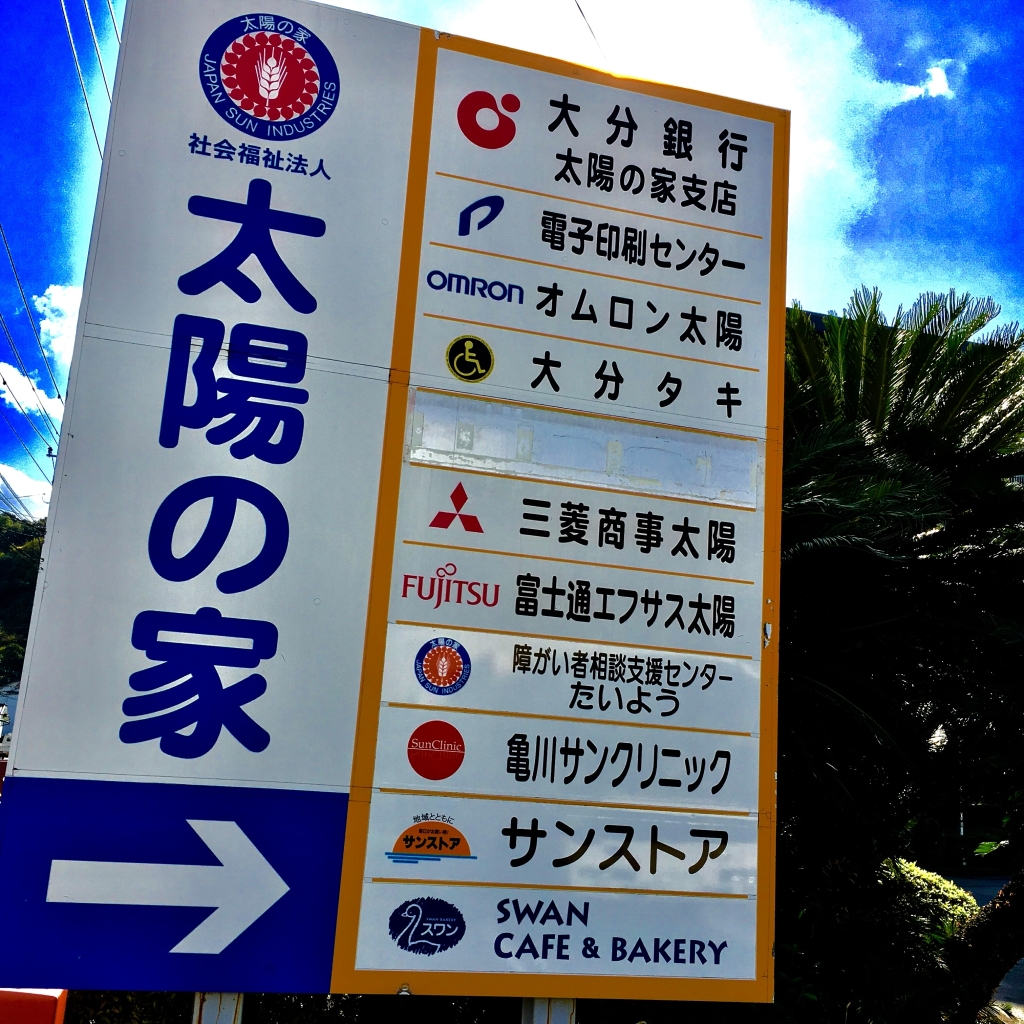 太陽の家
JAPAN SUN INDUSTRIES
社会福祉法人
太陽の家
大分銀行
太陽の家支店
電子印刷センター
OMRON オムロン太陽
大分タキ
三菱商事太陽
FUJITSU 富士通エフサス太陽
太陽の家
JAPAN SUN INDUSTRIES
障がい者相談支援センター
たいよう
SunClinic 亀川サンクリニック
地域とともに
サンストア
サンストア
SWAN BAKERY
スワン
SWAN
CAFE & BAKERY